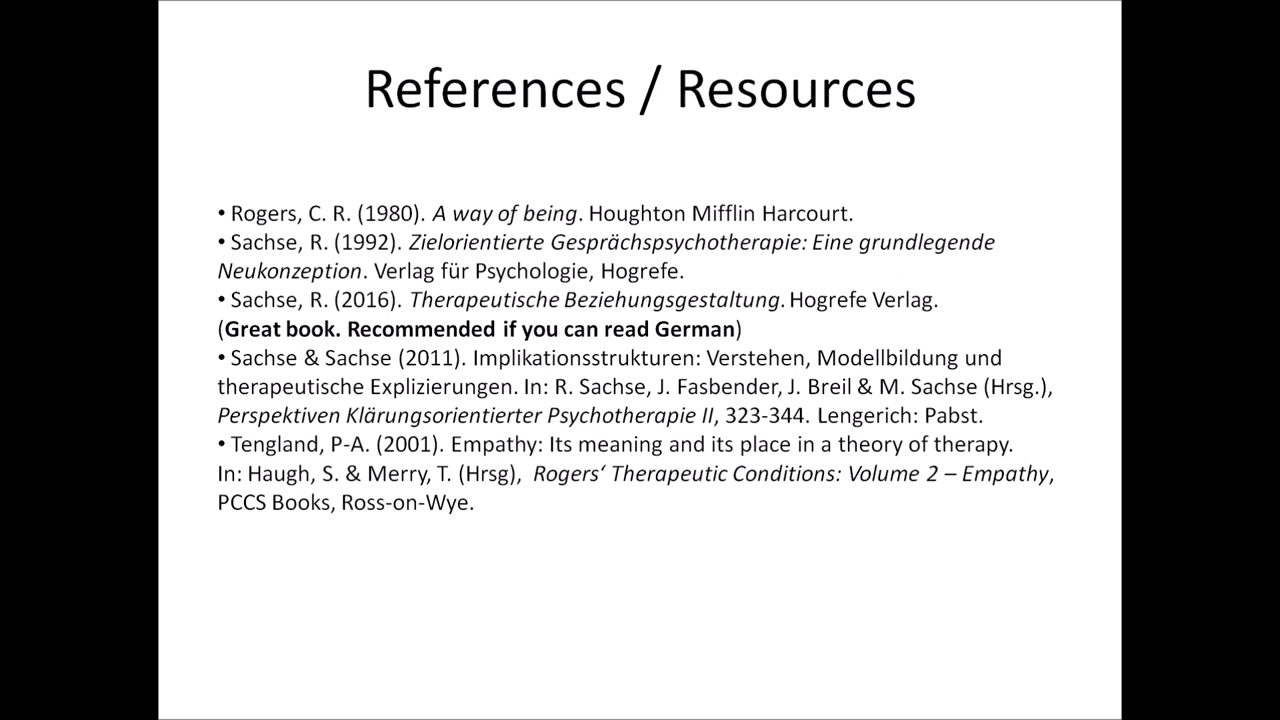 References / Resources
• Rogers, C. R. (1980). A way of being. Houghton Mifflin Harcourt.
• Sachse, R. (1992). Zielorientierte Gesprächspsychotherapie: Eine grundlegende
Neukonzeption. Verlag für Psychologie, Hogrefe.
• Sachse, R. (2016). Therapeutische Beziehungsgestaltung. Hogrefe Verlag.
(Great book. Recommended if you can read German)
• Sachse & Sachse (2011). Implikationsstrukturen: Verstehen, Modellbildung und
therapeutische Explizierungen. In: R. Sachse, J. Fasbender, J. Breil & M. Sachse (Hrsg.),
Perspektiven Klärungsorientierter Psychotherapie II, 323-344. Lengerich: Pabst.
• Tengland, P-A. (2001). Empathy: Its meaning and its place in a theory of therapy.
In: Haugh, S. & Merry, T. (Hrsg), Rogers‘ Therapeutic Conditions: Volume 2 – Empathy,
PCCS Books, Ross-on-Wye.